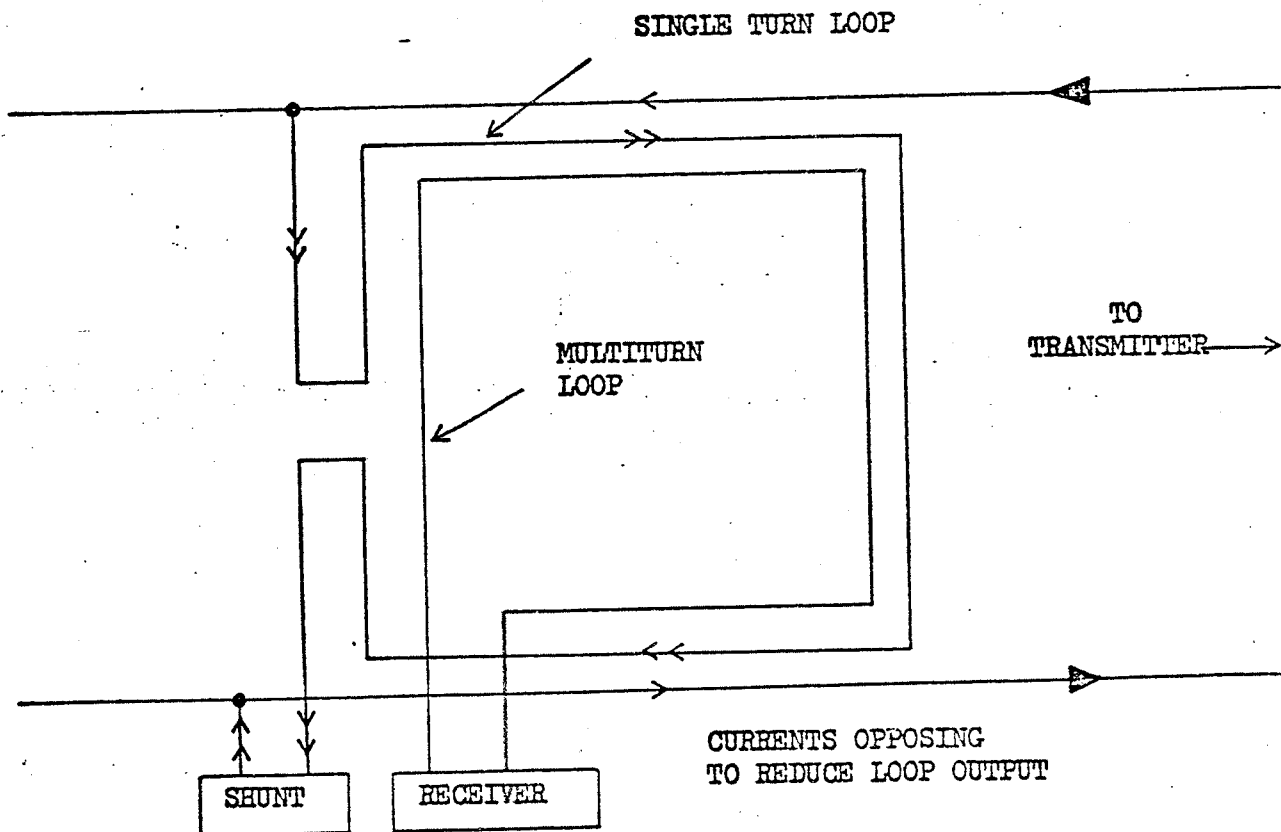 SINGLE TURN LOOP
TO
TRANSMITTER
MULTITURN
LOOP
CURRENTS OPPOSING
TO REDUCE LOOP OUTPUT
SHUNT
RECEIVER